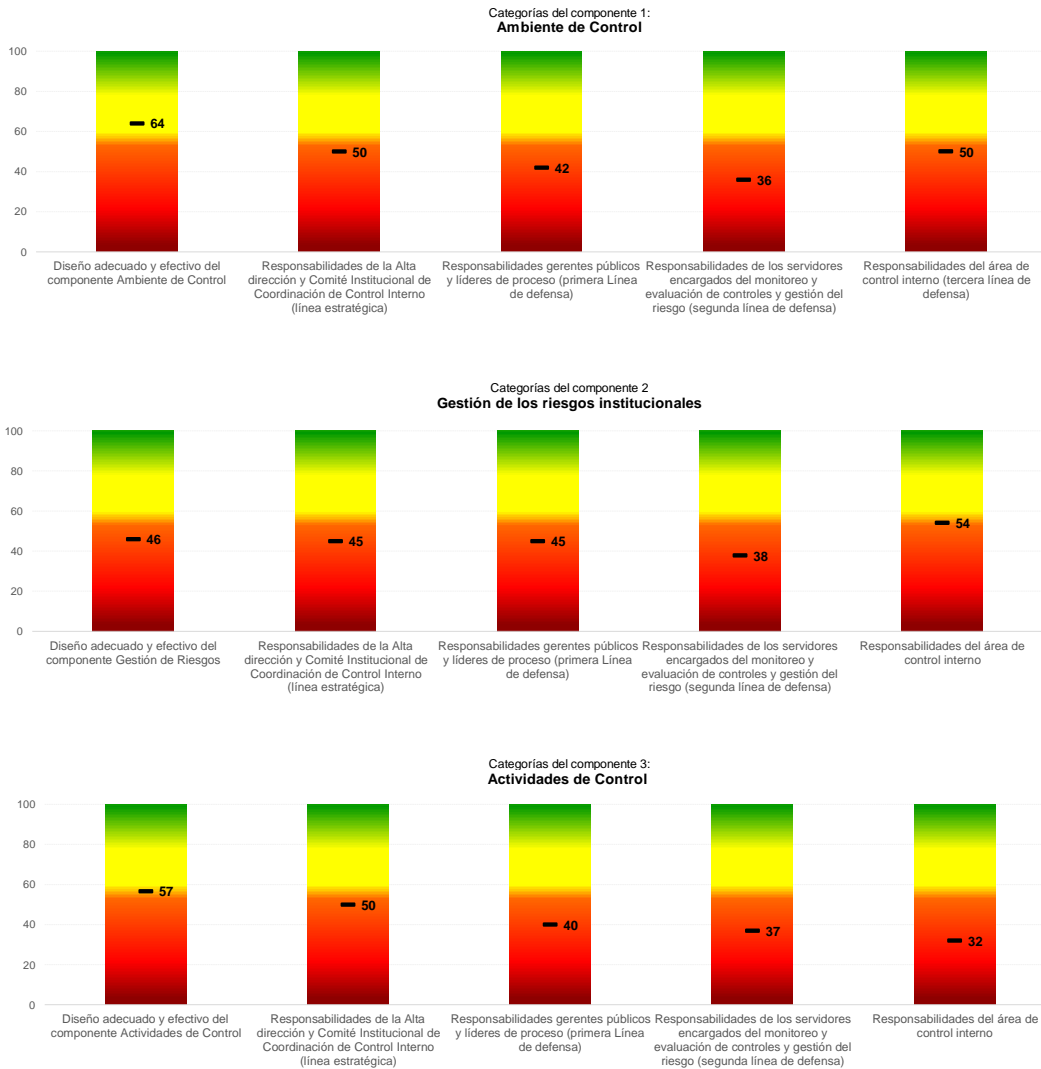 Categorías del componente 1:
Ambiente de Control
100
80
60
40
20
0
64
50
42
36
50
Diseño adecuado y efectivo del
componente Ambiente de Control
Responsabilidades de la Alta
dirección y Comité Institucional de
Coordinación de Control Interno
(línea estratégica)
Responsabilidades gerentes públicos
y líderes de proceso (primera Línea
de defensa)
Responsabilidades de los servidores
encargados del monitoreo y
evaluación de controles y gestión del
riesgo (segunda línea de defensa)
Responsabilidades del área de
control interno (tercera línea de
defensa)
Categorías del componente 2
Gestión de los riesgos institucionales
100
80
60
40
20
0
46
45
45
38
54
Diseño adecuado y efectivo del
componente Gestión de Riesgos
Responsabilidades de la Alta
dirección y Comité Institucional de
Coordinación de Control Interno
(línea estratégica)
Responsabilidades gerentes públicos
y líderes de proceso (primera Línea
de defensa)
Responsabilidades de los servidores
encargados del monitoreo y
evaluación de controles y gestión del
riesgo (segunda línea de defensa)
Responsabilidades del área de
control interno
Categorías del componente 3:
Actividades de Control
100
80
60
40
20
0
57
50
40
37
32
Diseño adecuado y efectivo del
componente Actividades de Control
Responsabilidades de la Alta
dirección y Comité Institucional de
Coordinación de Control Interno
(línea estratégica)
Responsabilidades gerentes públicos
y líderes de proceso (primera Línea
de defensa)
Responsabilidades de los servidores
encargados del monitoreo y
evaluación de controles y gestión del
riesgo (segunda línea de defensa)
Responsabilidades del área de
control interno